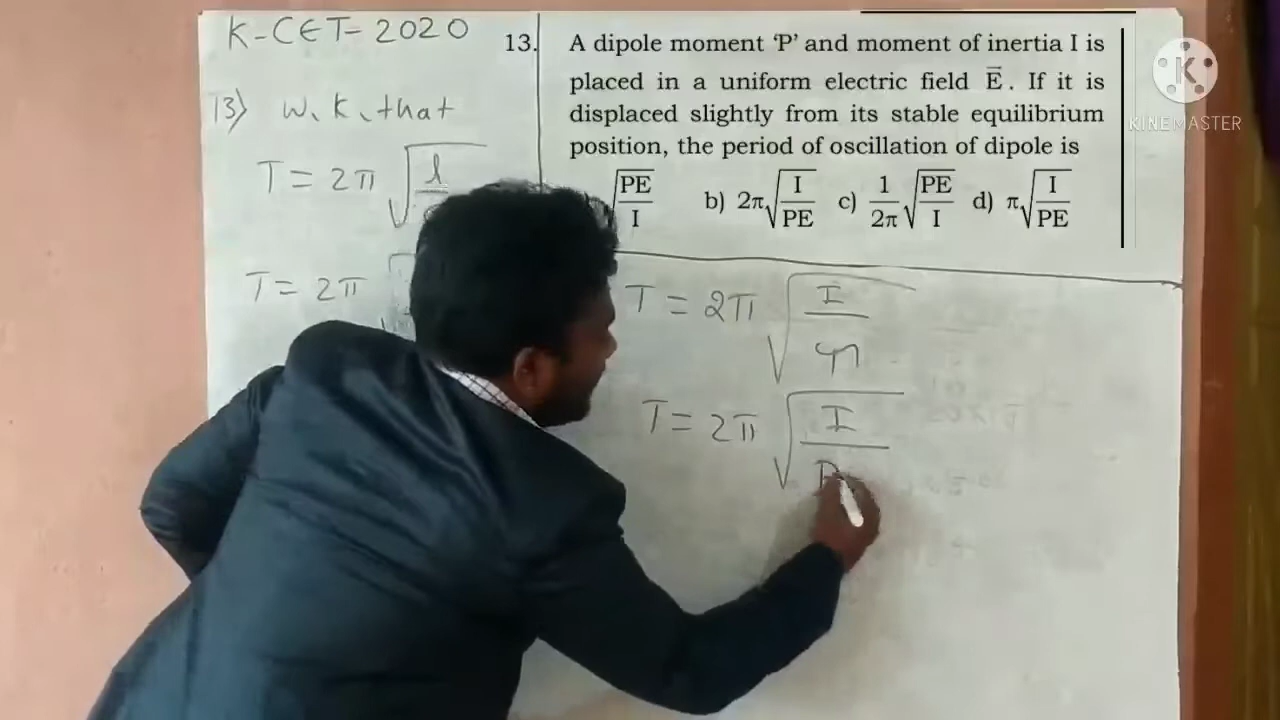 K-CET-2020
13) w.k.that
T = 2π √l
T = 2π
13. A dipole moment ‘P’ and moment of inertia I is
placed in a uniform electric field E⃗. If it is
displaced slightly from its stable equilibrium
position, the period of oscillation of dipole is
√PE/I b) 2π√I/PE c) 1/2π √PE/I d) π√I/PE
T = 2π √I/
T = 2π √I/P
K
KINEMASTER